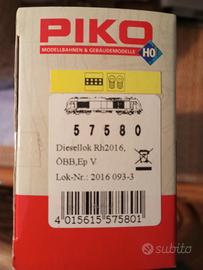 PIKO
MODELLBAHNEN & GEBÄUDEMODELLE
H0
57580
Diesellok Rh2016,
ÖBB,Ep V
Lok-Nr.: 2016 093-3
4 015615 575801
subito